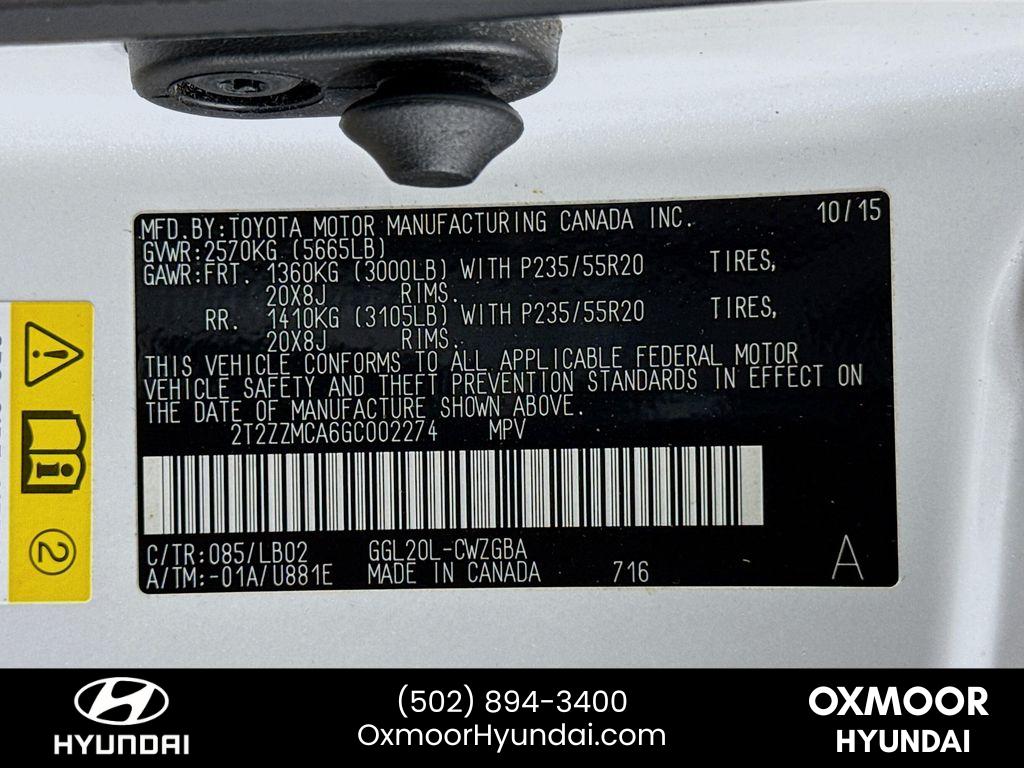 MFD.BY:TOYOTA MOTOR MANUFACTURING CANADA INC. 10/15
GVWR:2570KG (5665LB)
GAWR:FRT. 1360KG (3000LB) WITH P235/55R20 TIRES,
20X8J RIMS.
RR. 1410KG (3105LB) WITH P235/55R20 TIRES,
20X8J RIMS.
THIS VEHICLE CONFORMS TO ALL APPLICABLE FEDERAL MOTOR
VEHICLE SAFETY AND THEFT PREVENTION STANDARDS IN EFFECT ON
THE DATE OF MANUFACTURE SHOWN ABOVE.
2T2ZZMCA6GC002274 MPV
C/TR:085/LB02 GGL20L-CWZGBA
A/TM:-01A/U881E MADE IN CANADA 716
A
2
HYUNDAI
(502) 894-3400
OxmoorHyundai.com
OXMOOR
HYUNDAI